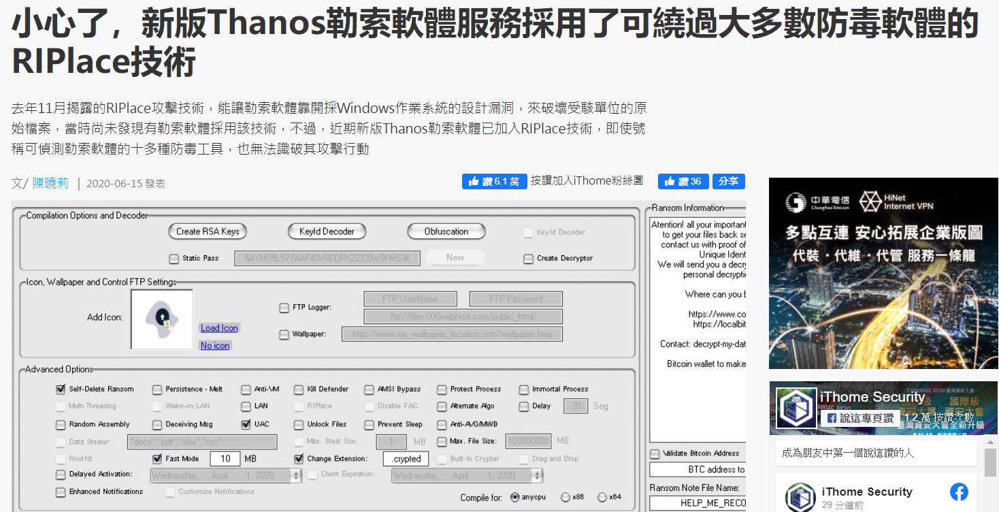 小心了，新版Thanos勒索軟體服務採用了可繞過大多數防毒軟體的
RIPlace技術
去年11月揭露的RIPlace攻擊技術，能讓勒索軟體靠開採Windows作業系統的設計漏洞，來破壞受駭單位的原
始檔案，當時尚未發現有勒索軟體採用該技術，不過，近期新版Thanos勒索軟體已加入RIPlace技術，即使號
稱可偵測勒索軟體的十多種防毒工具，也無法識破其攻擊行動
文/ 陳曉莉 | 2020-06-15 發表
讚 6.1 萬 按讚加入iThome粉絲團 讚 36 分享
Compilation Options and Decoder
Create RSA Keys KeyId Decoder Obfuscation KeyId Decoder
Static Pass 5AYM55L577AAF40V6EDPXZZC0W8FM536 New Create Decryptor
Icon, Wallpaper and Control FTP Settings
Add Icon:
Load Icon
No icon
FTP Logger: FTP UserName FTP Password
ftp://files.000webhost.com/public_html/
Wallpaper: http://www.my_wallpaper_location.com/wallpaper.bmp
Advanced Options
Self-Delete Ransom Persistence - Melt Anti-VM Kill Defender AMSI Bypass Protect Process Immortal Process
Multi-Threading Wake-on-LAN LAN RIPlace Disable FAC Alternate Algo Delay 30 Seg
Random Assembly Deceiving Msg UAC Unlock Files Prevent Sleep Anti-AV/G/MWB
Data Stealer: "docx","pdf","xlsx","csv" Max. Steal Size: 1 MB Max. File Size: 100000000 MB
RootKit Fast Mode 10 MB Change Extension: .crypted Built-In Crypter Drag and Drop
Delayed Activation: Wednesday, April 1, 2020 Client Expiration: Wednesday, April 1, 2020
Enhanced Notifications Customize Notifications
Compile for: anycpu x86 x64
Ransom Information
Atention! all your important
to get your files back se
contact us with proof of
Unique Ident
We will send you a decry
personal decryptio
Where can you b
https://www.co
https://localbit
Contact: decrypt-my-dat
Bitcoin wallet to make
Validate Bitcoin Address
BTC address to
Ransom Note File Name:
HELP_ME_RECO
中華電信
Chunghwa Telecom
HiNet
Internet VPN
多點互連 安心拓展企業版圖
代裝・代維・代管 服務一條龍
CYBERSEC 2020 國際級
iThome Security
說這專頁讚
1.2 萬 按讚次數
臺灣資安大會全新升級
成為朋友中第一個說這讚的人
iThome Security
29 分鐘前